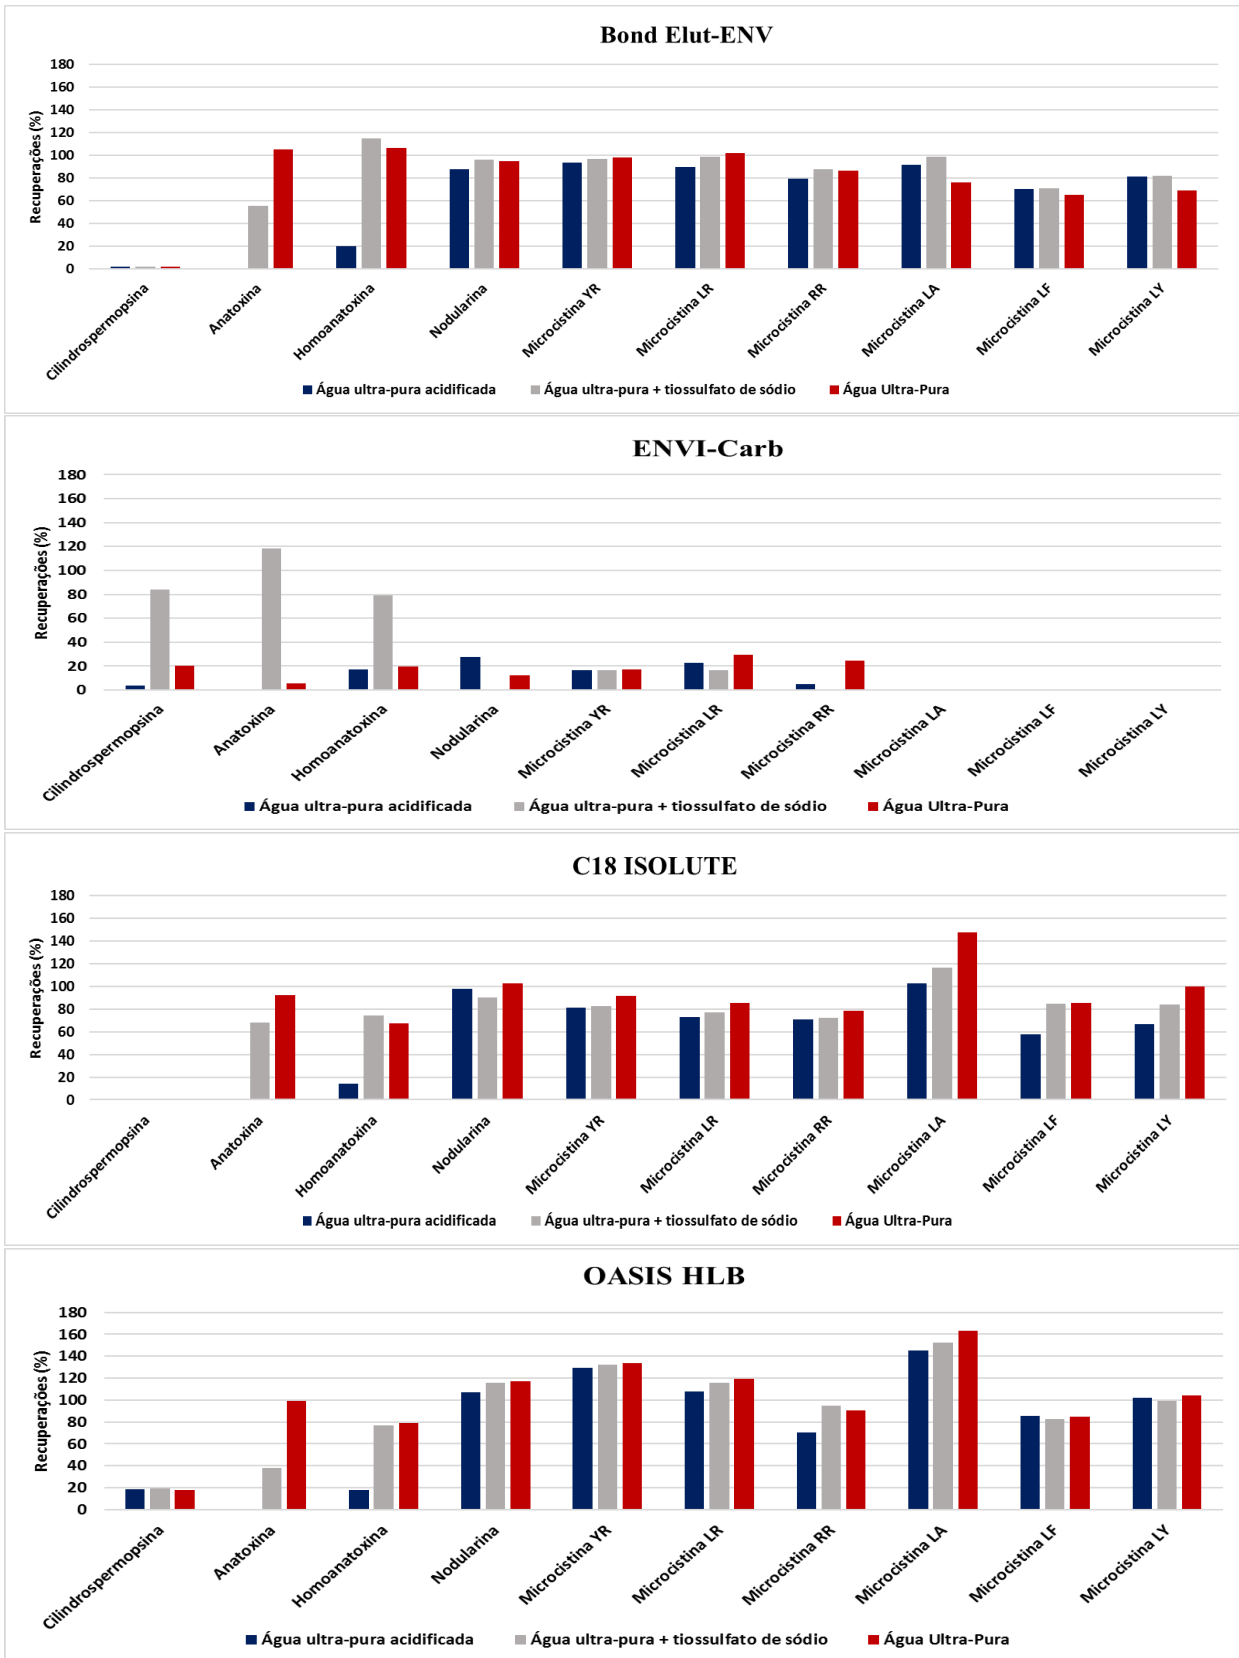 Bond Elut-ENV
Recuperações (%)
180
160
140
120
100
80
60
40
20
0
Cilindrospermopsina
Anatoxina
Homoanatoxina
Nodularina
Microcistina YR
Microcistina LR
Microcistina RR
Microcistina LA
Microcistina LF
Microcistina LY
Água ultra-pura acidificada Água ultra-pura + tiossulfato de sódio Água Ultra-Pura
ENVI-Carb
Recuperações (%)
180
160
140
120
100
80
60
40
20
0
Cilindrospermopsina
Anatoxina
Homoanatoxina
Nodularina
Microcistina YR
Microcistina LR
Microcistina RR
Microcistina LA
Microcistina LF
Microcistina LY
Água ultra-pura acidificada Água ultra-pura + tiossulfato de sódio Água Ultra-Pura
C18 ISOLUTE
Recuperações (%)
180
160
140
120
100
80
60
40
20
0
Cilindrospermopsina
Anatoxina
Homoanatoxina
Nodularina
Microcistina YR
Microcistina LR
Microcistina RR
Microcistina LA
Microcistina LF
Microcistina LY
Água ultra-pura acidificada Água ultra-pura + tiossulfato de sódio Água Ultra-Pura
OASIS HLB
Recuperações (%)
180
160
140
120
100
80
60
40
20
0
Cilindrospermopsina
Anatoxina
Homoanatoxina
Nodularina
Microcistina YR
Microcistina LR
Microcistina RR
Microcistina LA
Microcistina LF
Microcistina LY
Água ultra-pura acidificada Água ultra-pura + tiossulfato de sódio Água Ultra-Pura